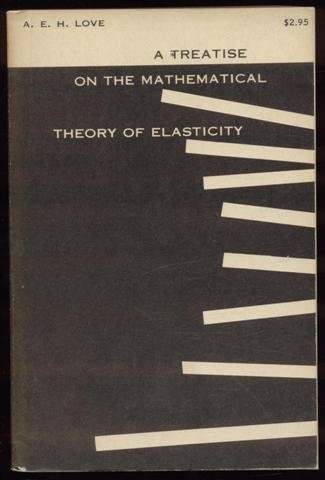 A. E. H. LOVE $2.95
A TREATISE
ON THE MATHEMATICAL
THEORY OF ELASTICITY